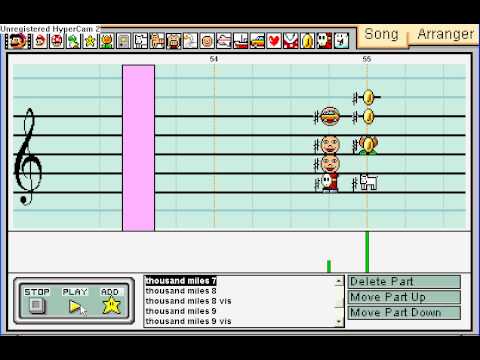 Unregistered HyperCam 2
Song
Arranger
54
55
STOP
PLAY
ADD
thousand miles 7
thousand miles 8
thousand miles 8 vis
thousand miles 9
thousand miles 9 vis
Delete Part
Move Part Up
Move Part Down